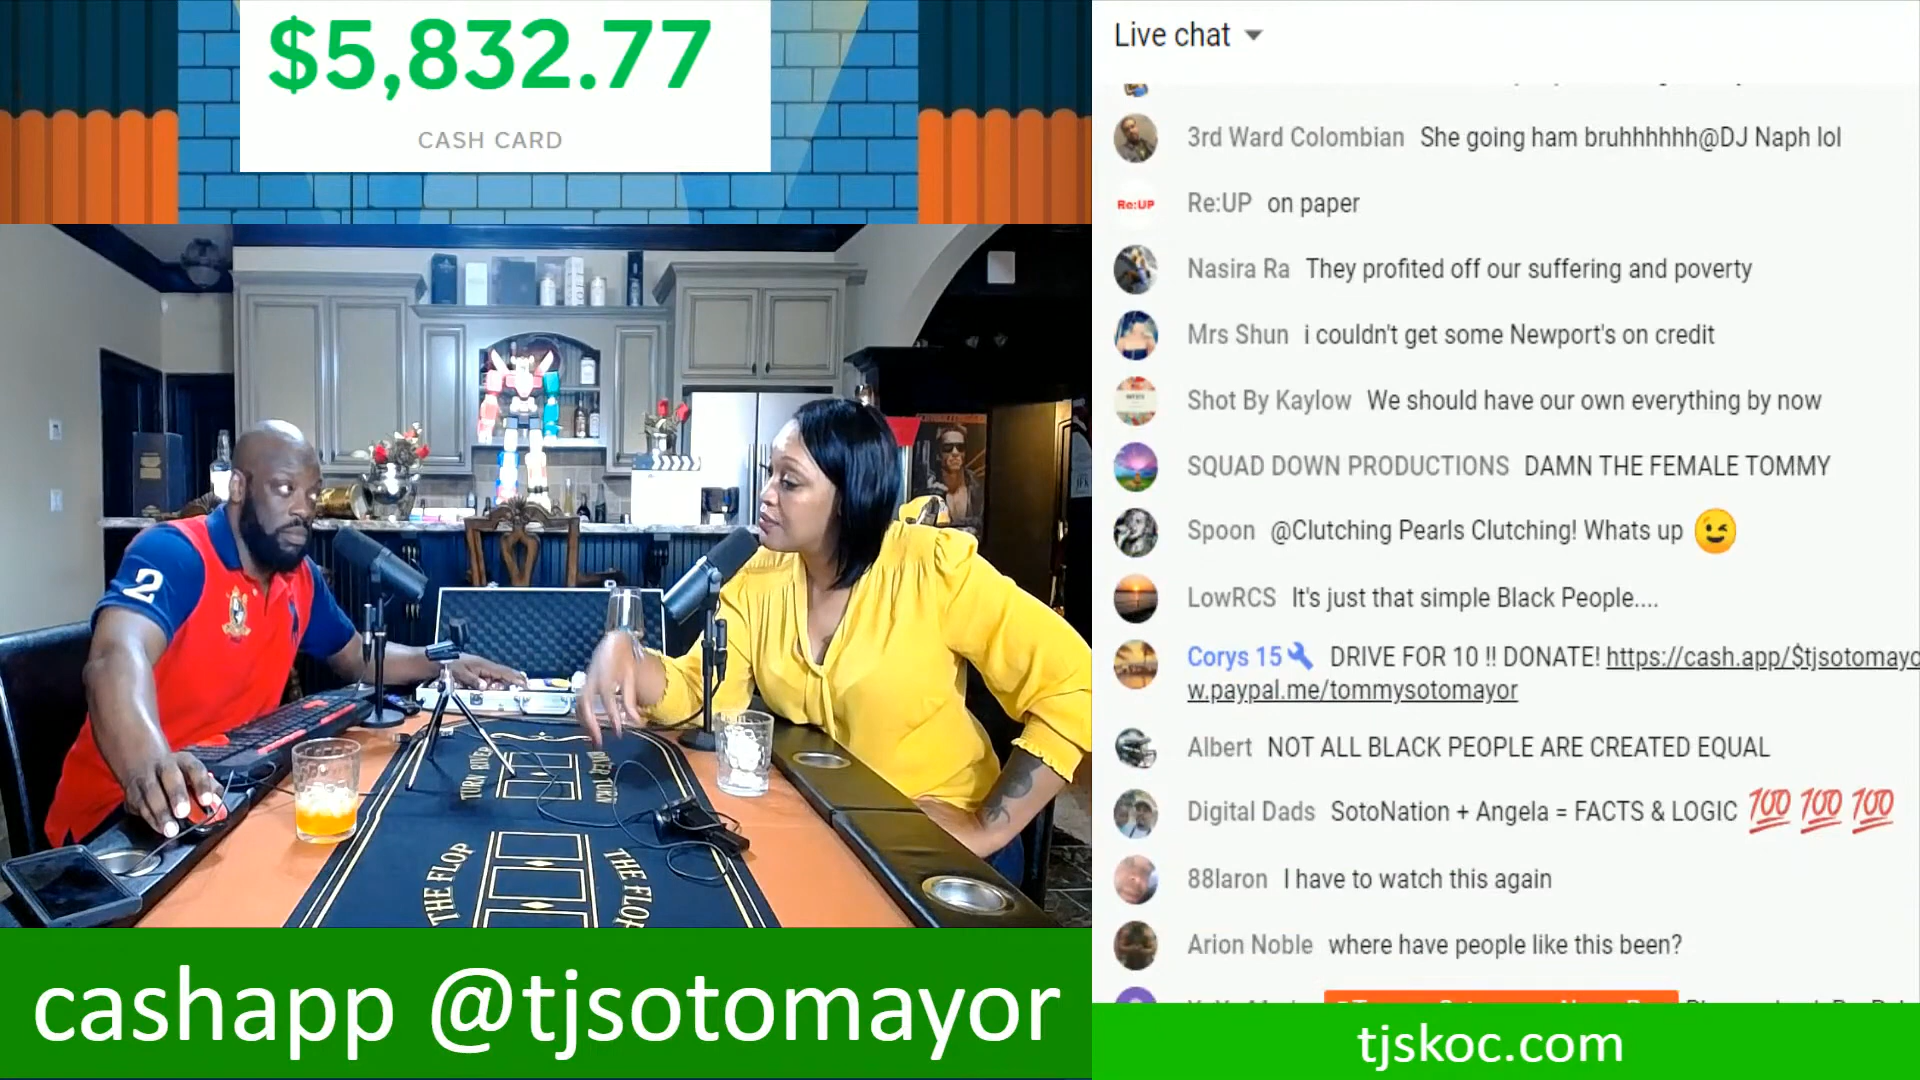 $5,832.77
CASH CARD
2
THE FLOP
THE FLOP
cashapp @tjsotomayor
Live chat
3rd Ward Colombian She going ham bruhhhhhh@DJ Naph lol
Re:UP
Re:UP on paper
Nasira Ra They profited off our suffering and poverty
Mrs Shun i couldn't get some Newport's on credit
Shot By Kaylow We should have our own everything by now
SQUAD DOWN PRODUCTIONS DAMN THE FEMALE TOMMY
Spoon @Clutching Pearls Clutching! Whats up 😉
LowRCS It's just that simple Black People....
Corys 15 DRIVE FOR 10 !! DONATE! https://cash.app/$tjsotomayo
w.paypal.me/tommysotomayor
Albert NOT ALL BLACK PEOPLE ARE CREATED EQUAL
Digital Dads SotoNation + Angela = FACTS & LOGIC 💯 💯 💯
88laron I have to watch this again
Arion Noble where have people like this been?
tjskoc.com